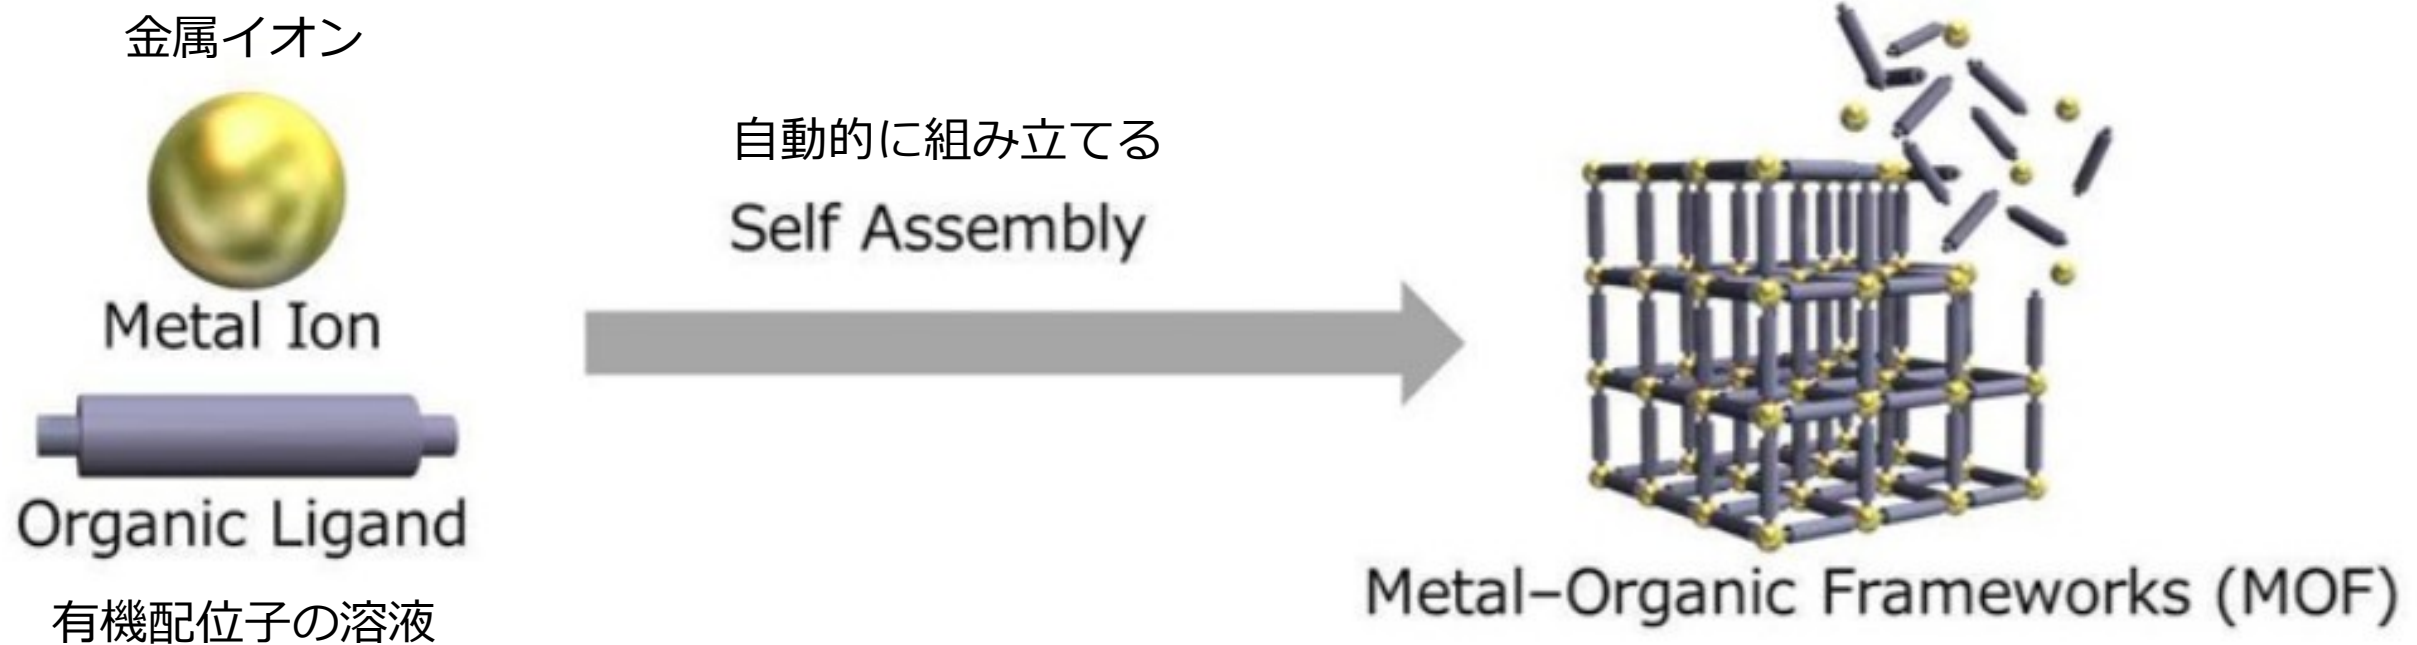 金属イオン
Metal Ion
Organic Ligand
有機配位子の溶液
自動的に組み立てる
Self Assembly
Metal–Organic Frameworks (MOF)